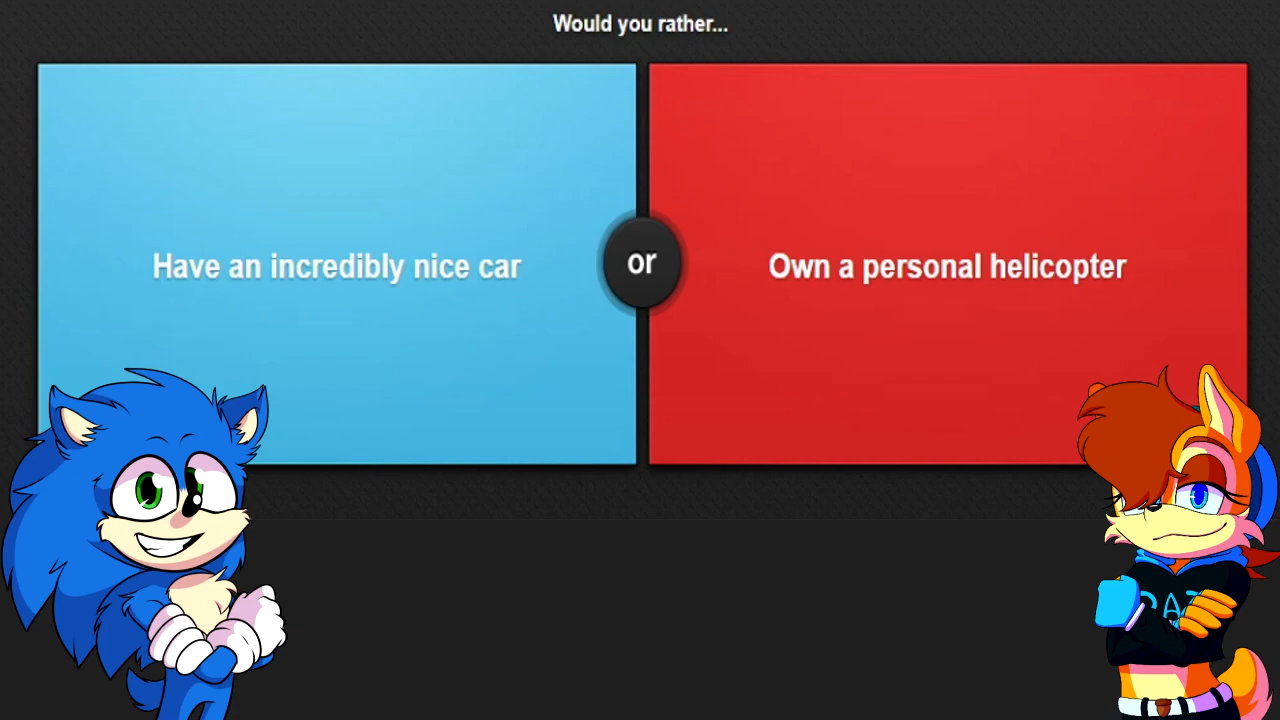 Would you rather...
Have an incredibly nice car
or
Own a personal helicopter